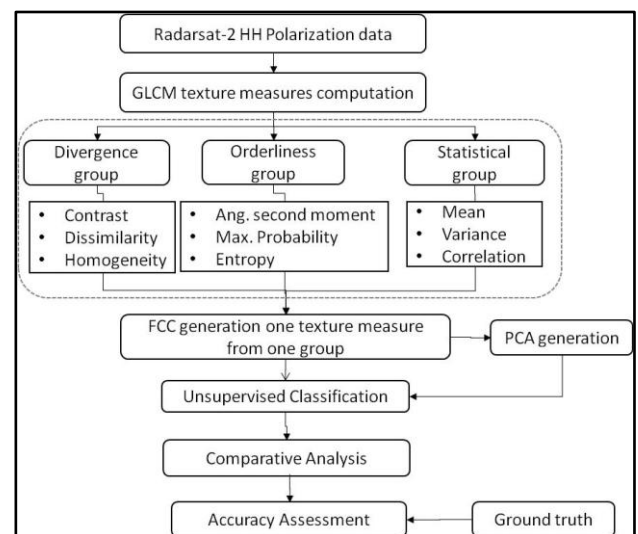 Radarsat-2 HH Polarization data
GLCM texture measures computation
Divergence
group
Orderliness
group
Statistical
group
• Contrast
• Dissimilarity
• Homogeneity
• Ang. second moment
• Max. Probability
• Entropy
• Mean
• Variance
• Correlation
FCC generation one texture measure
from one group
PCA generation
Unsupervised Classification
Comparative Analysis
Accuracy Assessment
Ground truth